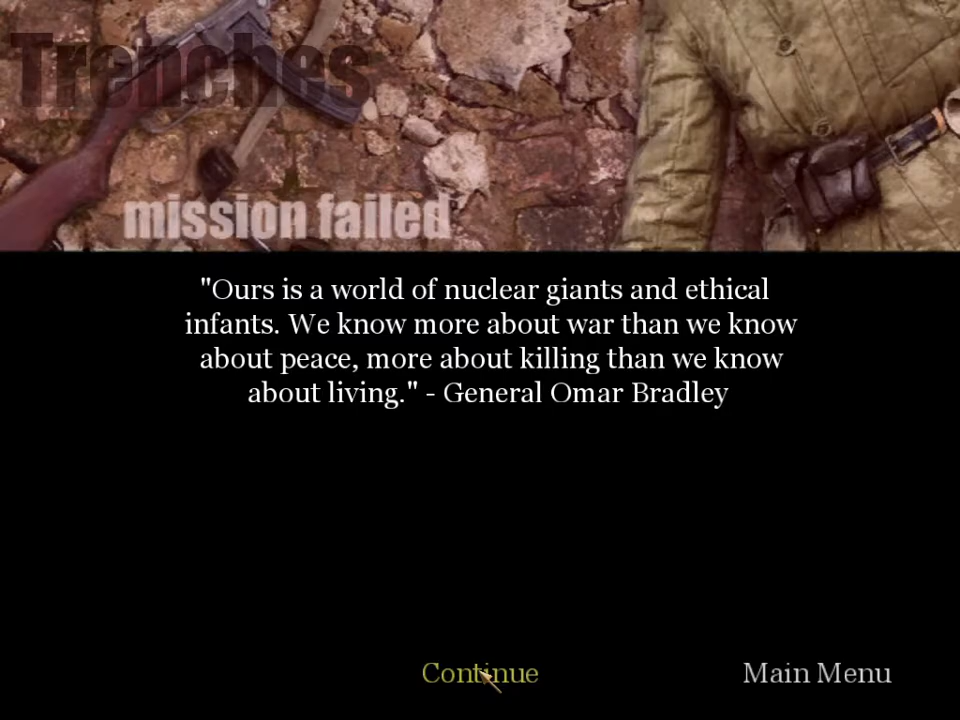 Trenches
mission failed
"Ours is a world of nuclear giants and ethical
infants. We know more about war than we know
about peace, more about killing than we know
about living." - General Omar Bradley
Continue
Main Menu